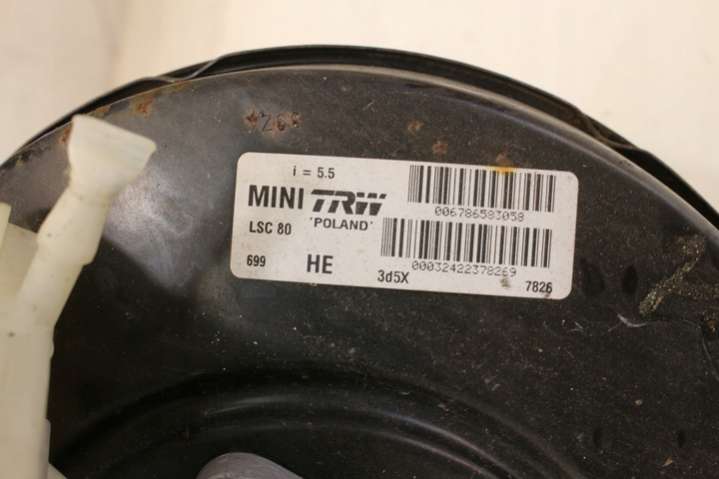 i = 5.5
MINI TRW
006786583058
LSC 80 'POLAND'
00032422378269
699 HE 3d5X 7826